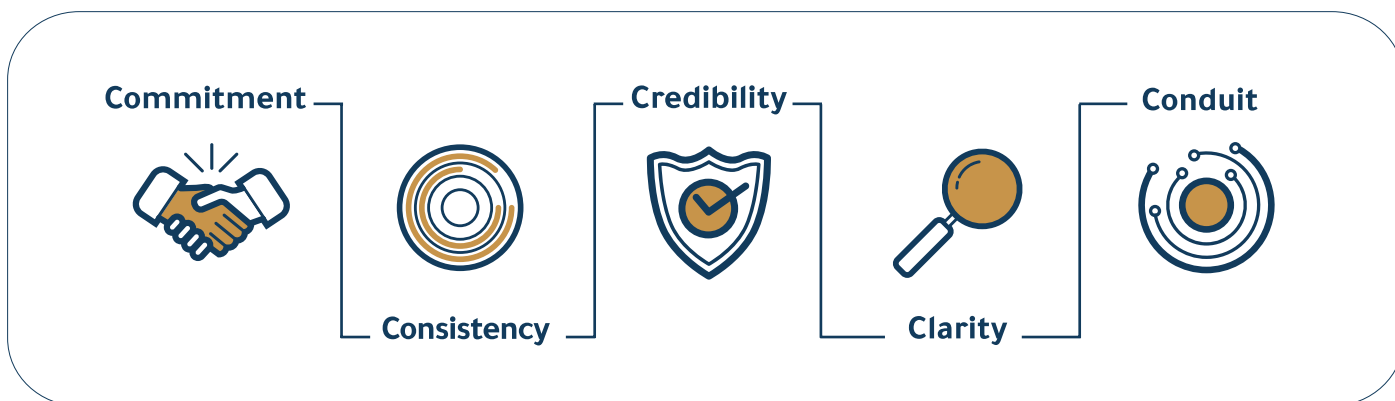 Commitment
Consistency
Credibility
Clarity
Conduit